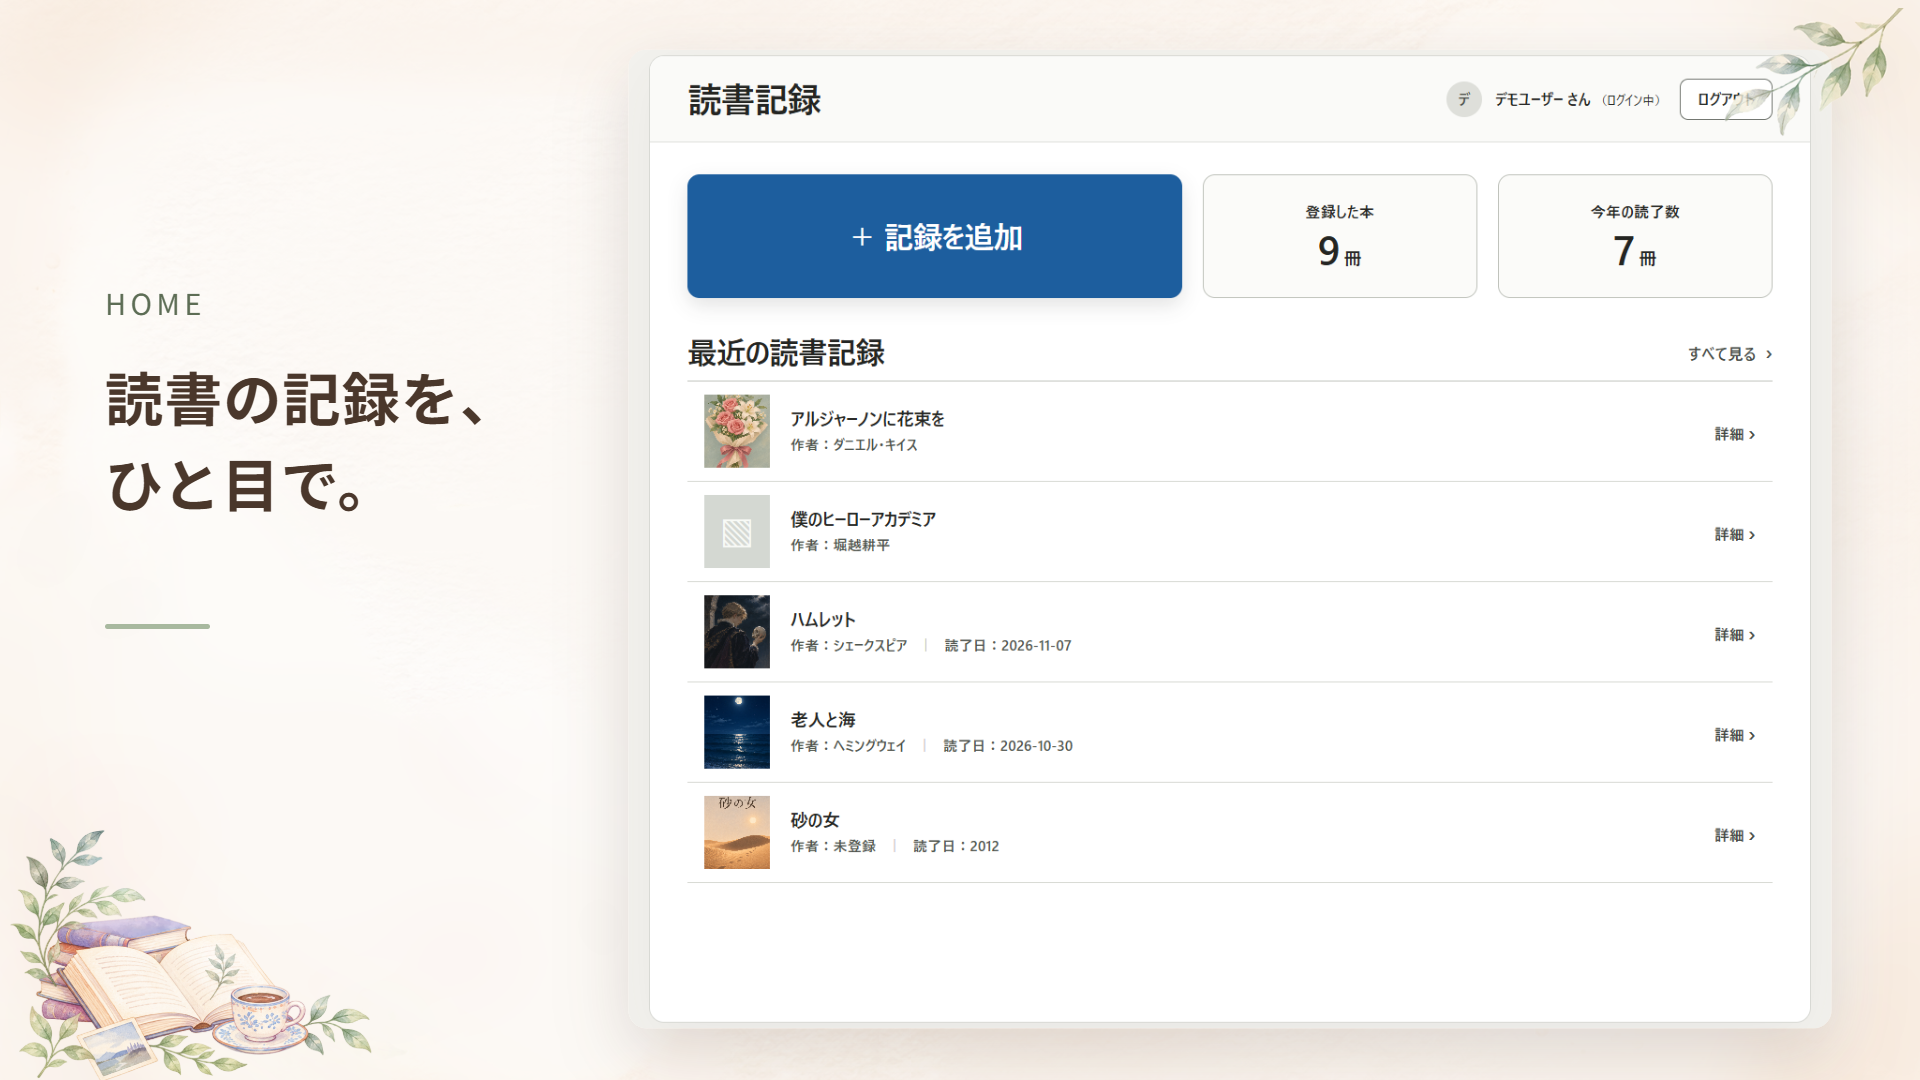 HOME
読書の記録を、
ひと目で。
読書記録
デ デモユーザー さん （ログイン中） ログアウト
＋ 記録を追加
登録した本
9 冊
今年の読了数
7 冊
最近の読書記録
すべて見る ›
アルジャーノンに花束を
作者：ダニエル・キイス
詳細 ›
僕のヒーローアカデミア
作者：堀越耕平
詳細 ›
ハムレット
作者：シェークスピア | 読了日：2026-11-07
詳細 ›
老人と海
作者：ヘミングウェイ | 読了日：2026-10-30
詳細 ›
砂の女
砂の女
作者：未登録 | 読了日：2012
詳細 ›